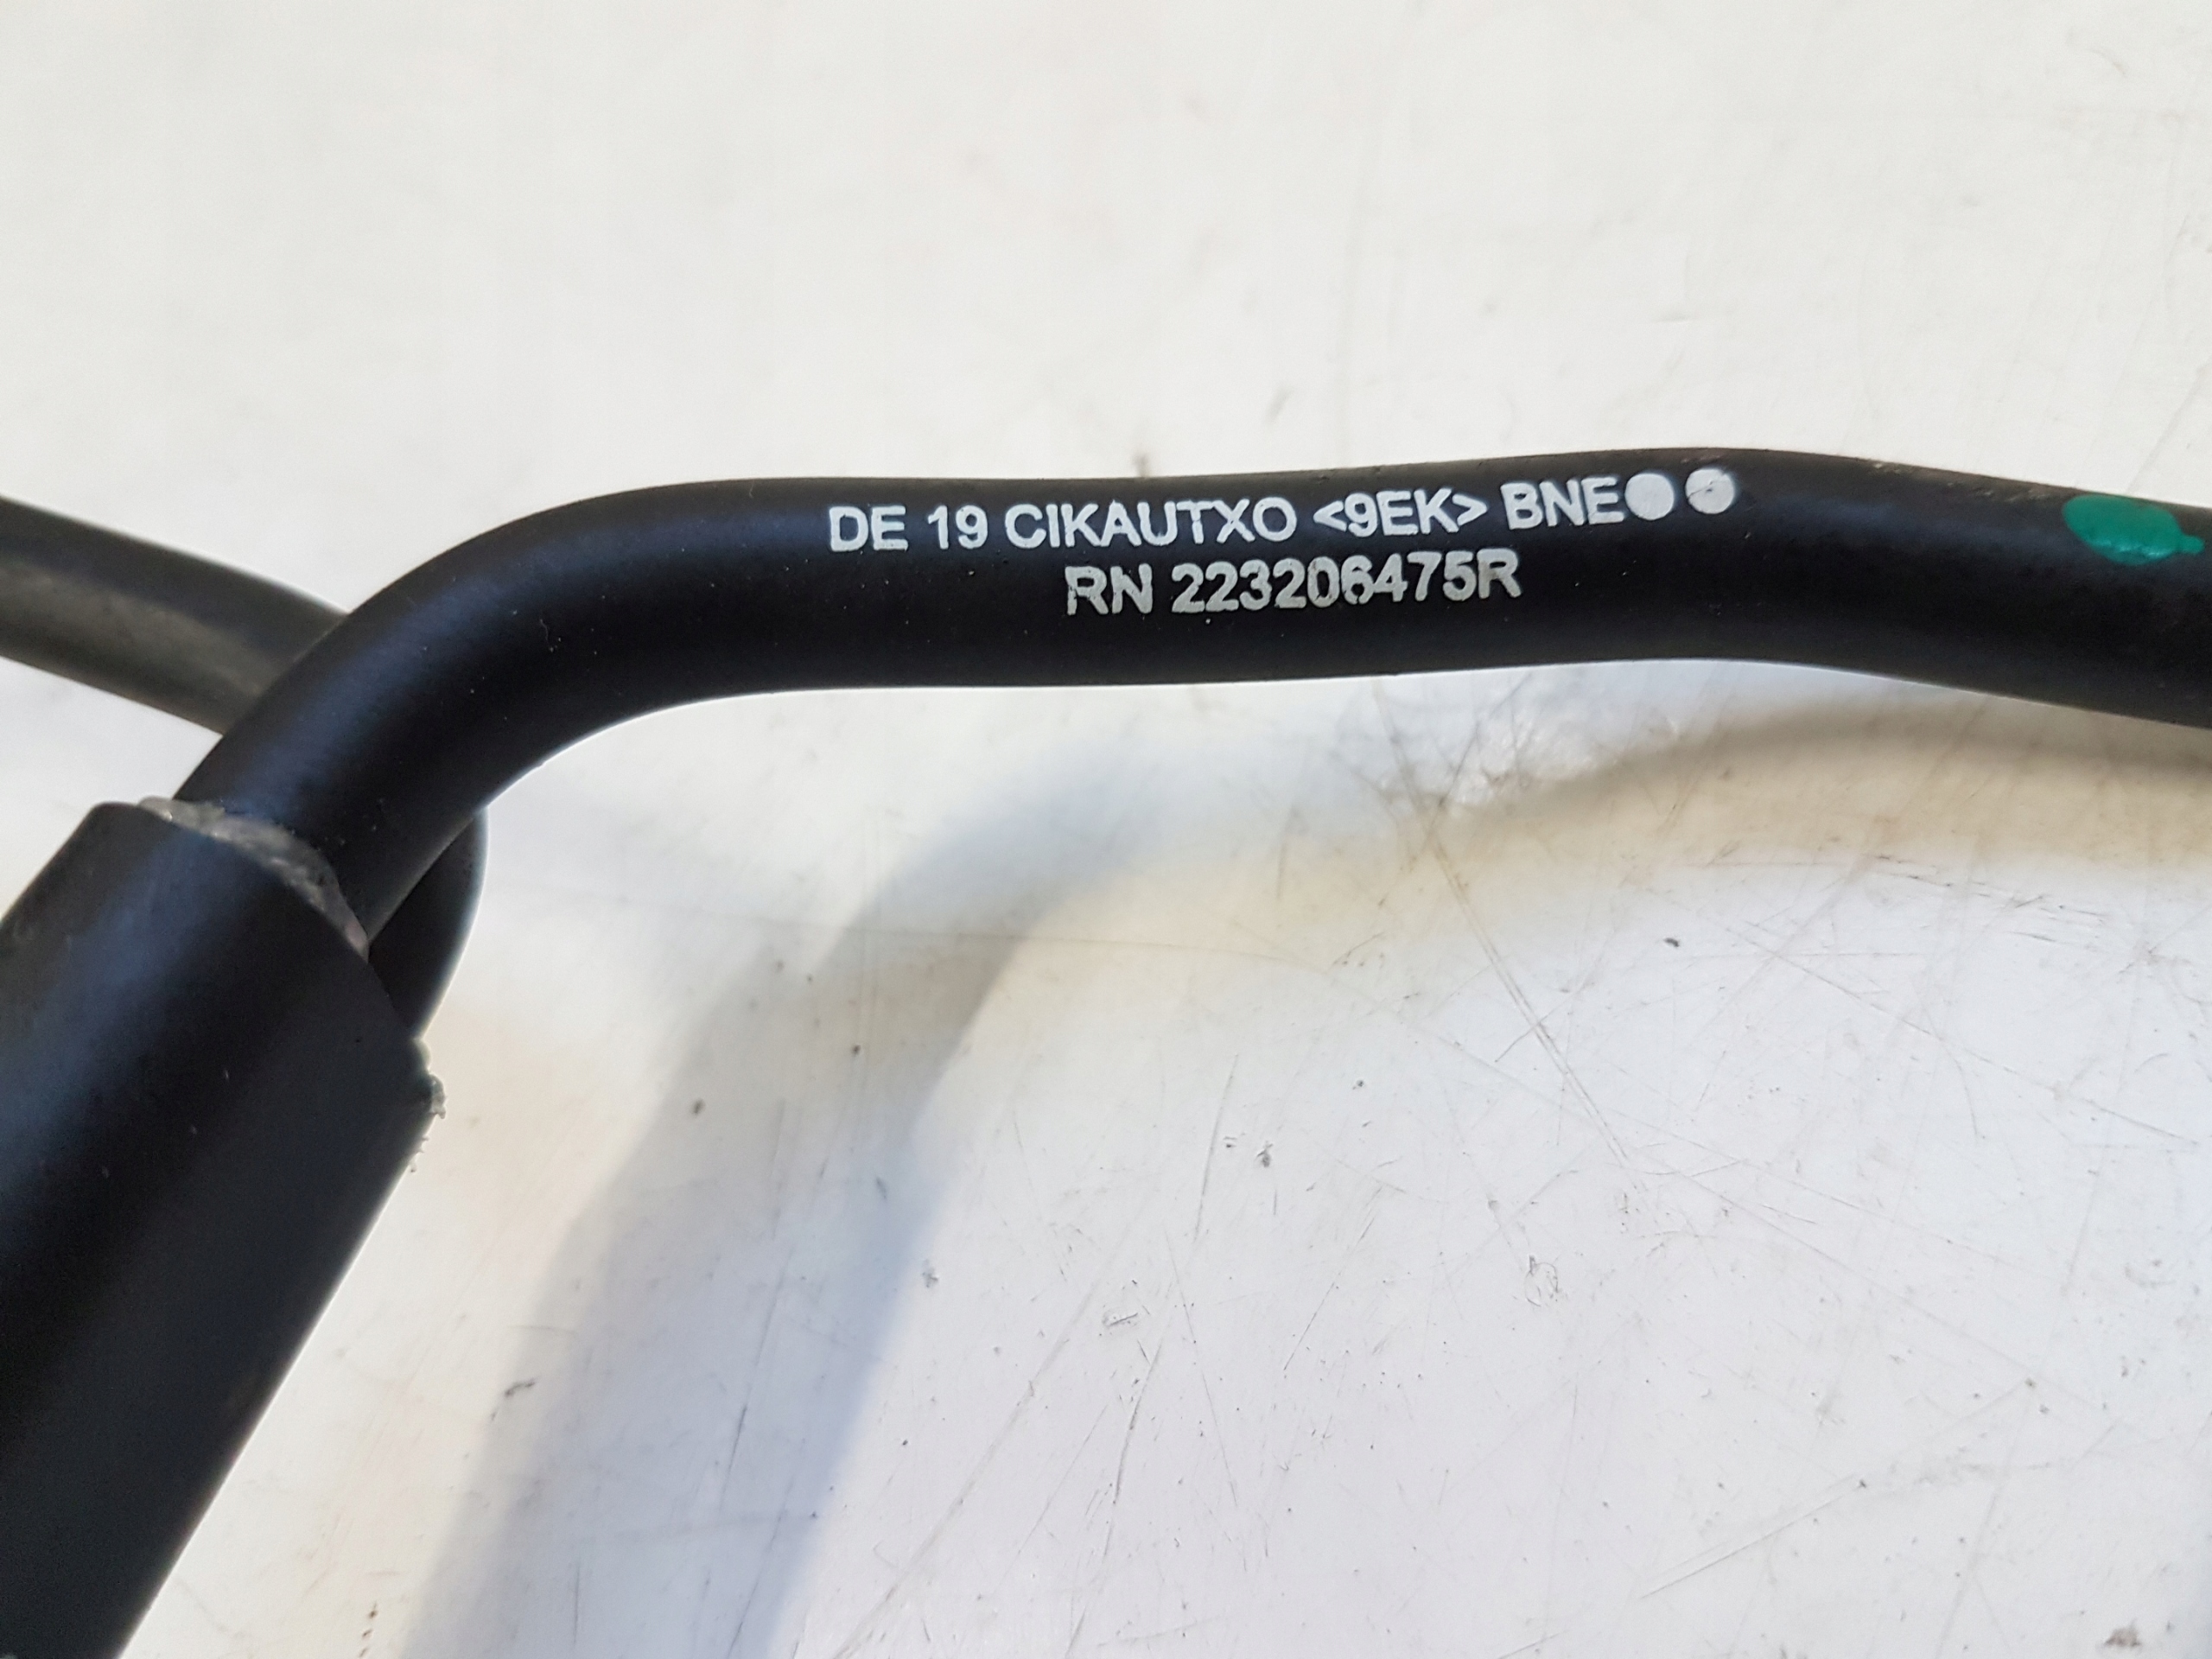 DE 19 CIKAUTXO <9EK> BNE●●
RN 223206475R